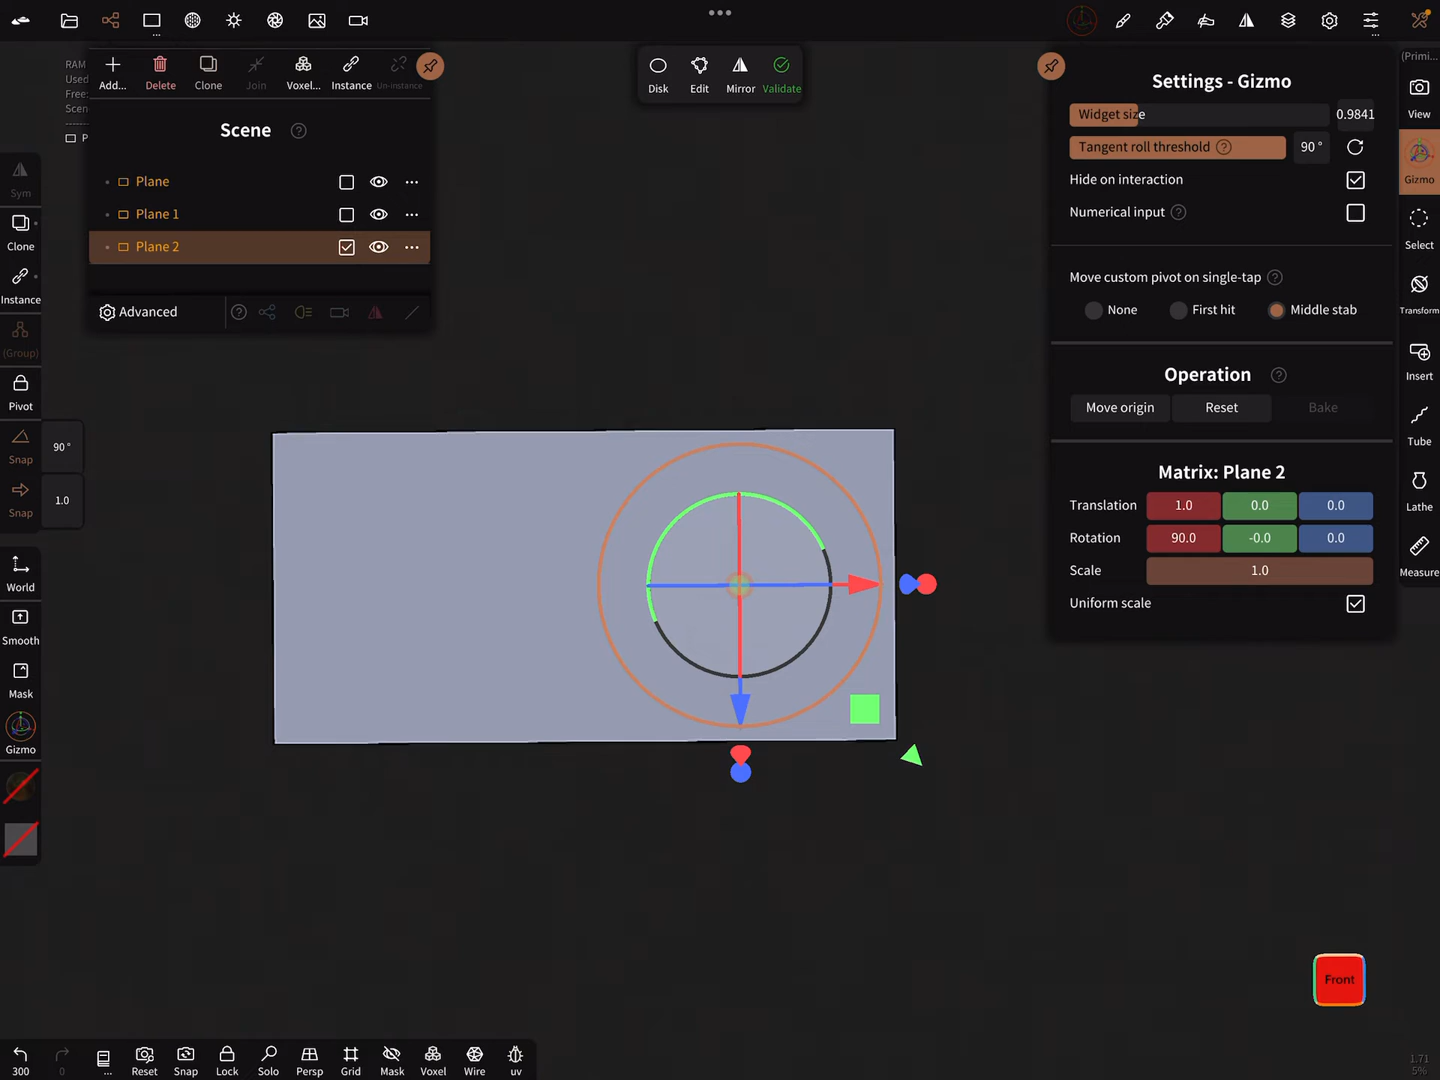 (Primi...
RAM
Used
Free:
Scen
--------
P
Add...
Delete
Clone
Join
Voxel...
Instance
Un-instance
Scene ?
Plane ...
Plane 1 ...
Plane 2 ...
Advanced ?
Disk
Edit
Mirror
Validate
Settings - Gizmo
Widget size 0.9841
Tangent roll threshold ? 90 °
Hide on interaction
Numerical input ?
Move custom pivot on single-tap ?
None First hit Middle stab
Operation ?
Move origin Reset Bake
Matrix: Plane 2
Translation 1.0 0.0 0.0
Rotation 90.0 -0.0 0.0
Scale 1.0
Uniform scale
Sym
Clone
Instance
(Group)
Pivot
Snap 90 °
Snap 1.0
World
Smooth
Mask
Gizmo
View
Gizmo
Select
Transform
Insert
Tube
Lathe
Measure
Front
300
0
...
Reset
Snap
Lock
Solo
Persp
Grid
Mask
Voxel
Wire
uv
1.71
5%